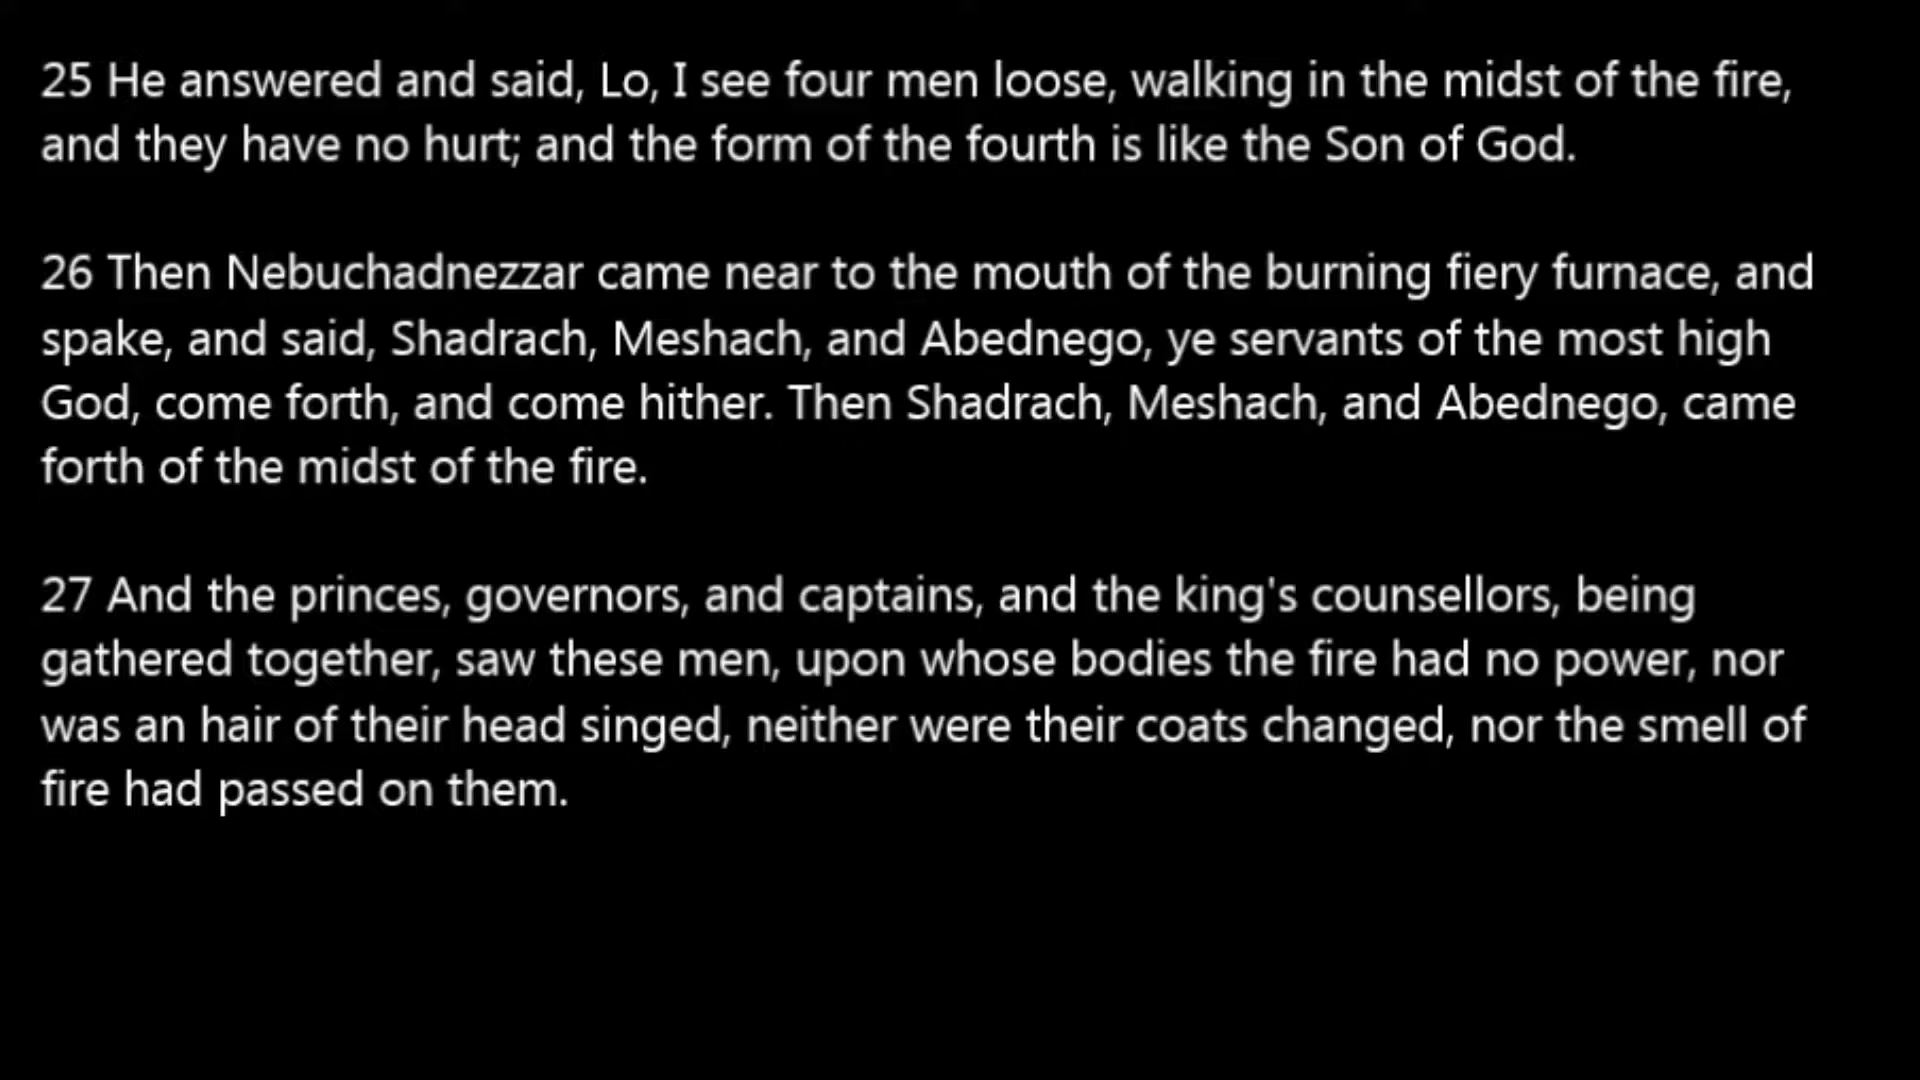 25 He answered and said, Lo, I see four men loose, walking in the midst of the fire,
and they have no hurt; and the form of the fourth is like the Son of God.
26 Then Nebuchadnezzar came near to the mouth of the burning fiery furnace, and
spake, and said, Shadrach, Meshach, and Abednego, ye servants of the most high
God, come forth, and come hither. Then Shadrach, Meshach, and Abednego, came
forth of the midst of the fire.
27 And the princes, governors, and captains, and the king's counsellors, being
gathered together, saw these men, upon whose bodies the fire had no power, nor
was an hair of their head singed, neither were their coats changed, nor the smell of
fire had passed on them.